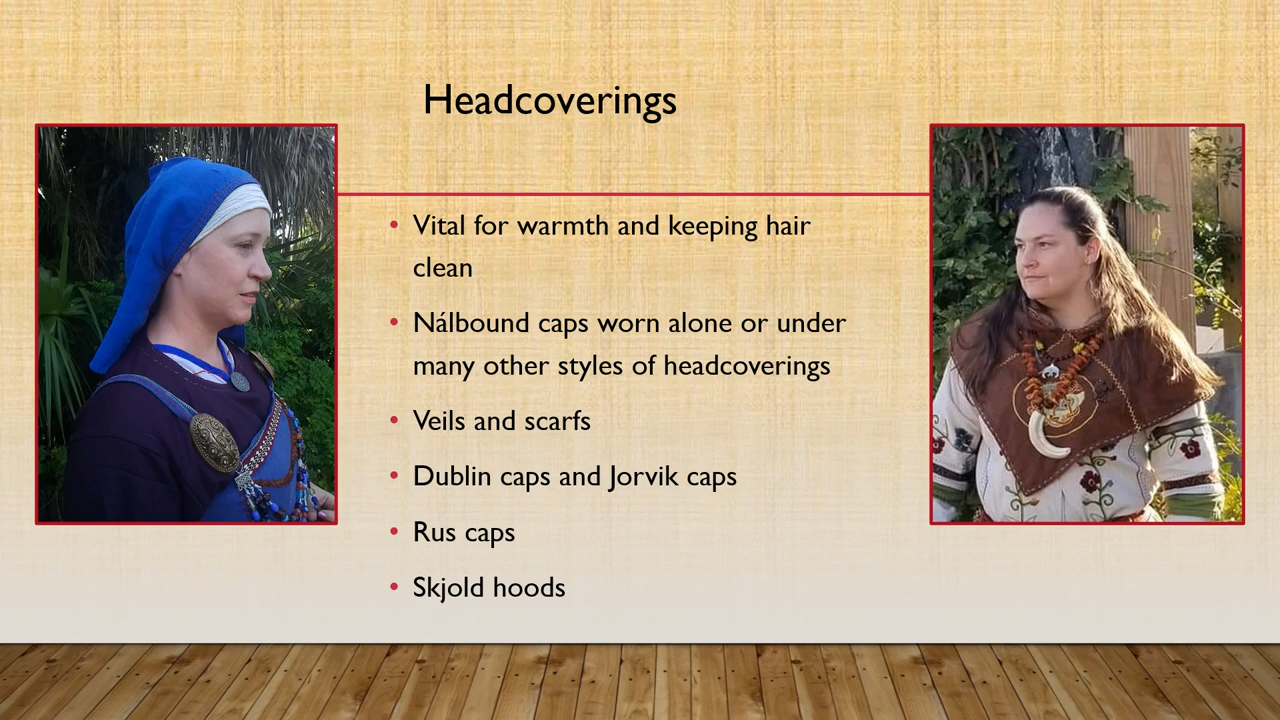 Headcoverings
• Vital for warmth and keeping hair
clean
• Nálbound caps worn alone or under
many other styles of headcoverings
• Veils and scarfs
• Dublin caps and Jorvik caps
• Rus caps
• Skjold hoods